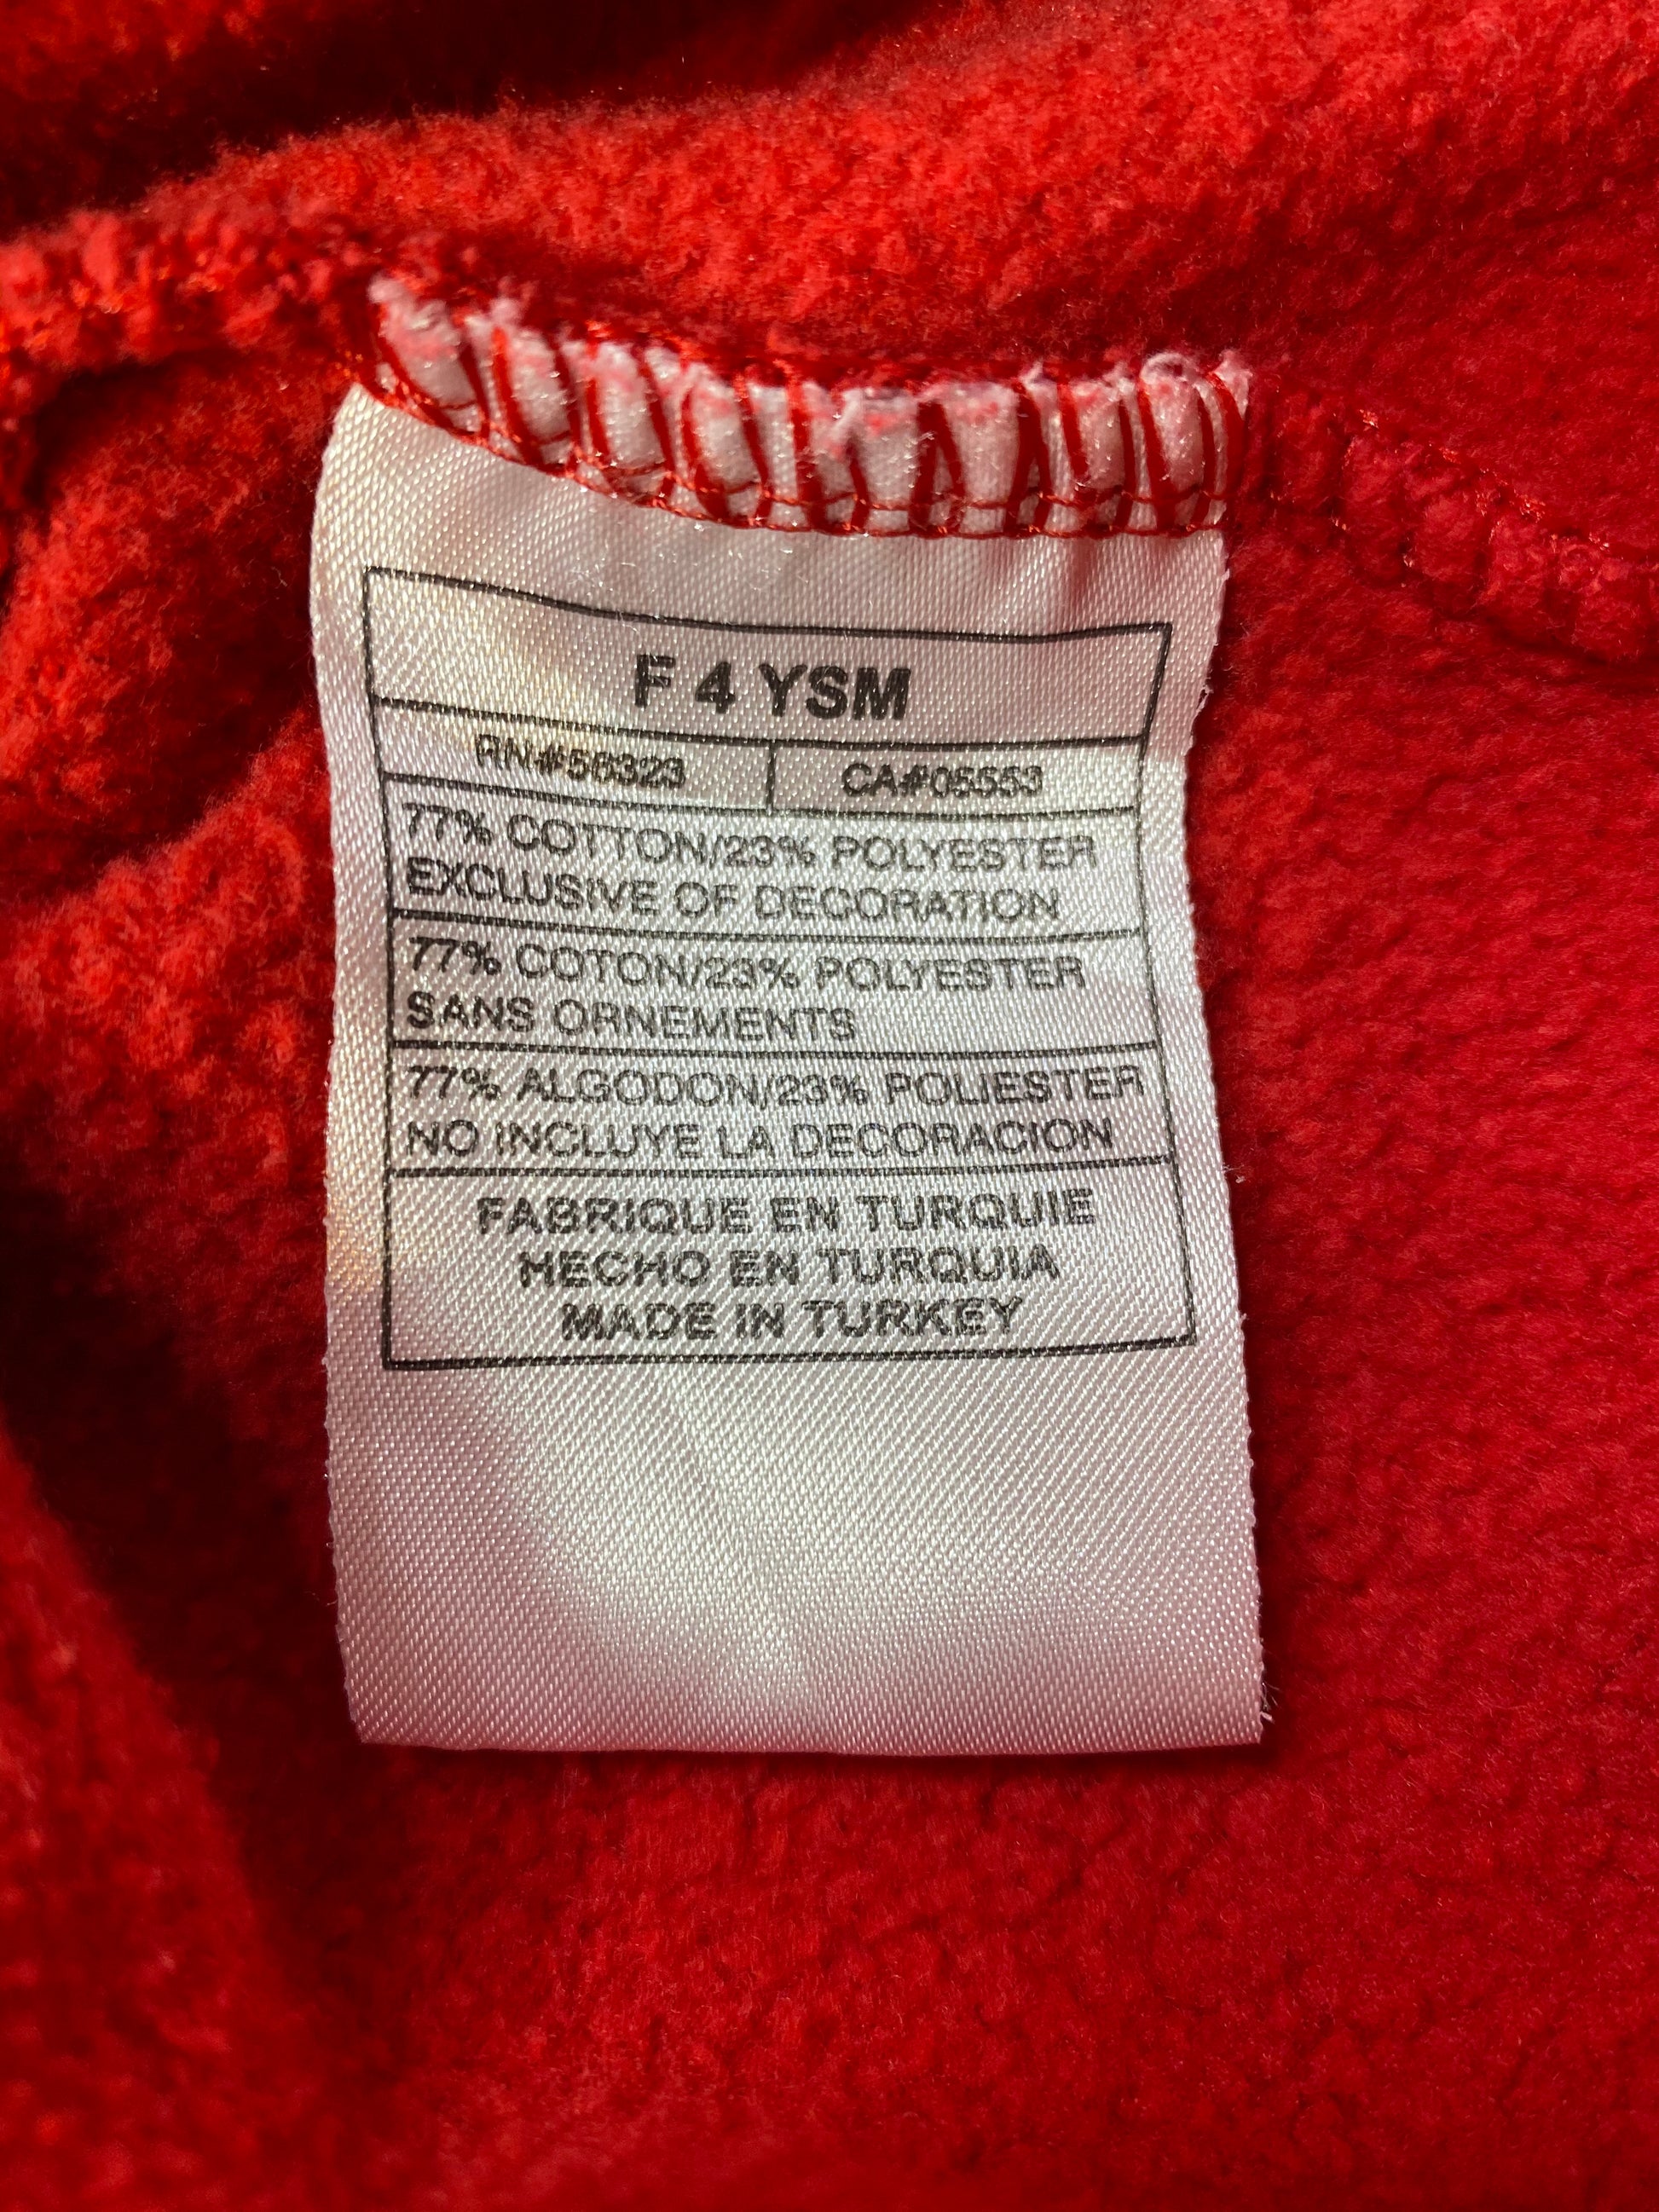 F 4 YSM
RN#56323 CA#05553
77% COTTON/23% POLYESTER
EXCLUSIVE OF DECORATION
77% COTON/23% POLYESTER
SANS ORNEMENTS
77% ALGODON/23% POLIESTER
NO INCLUYE LA DECORACION
FABRIQUE EN TURQUIE
HECHO EN TURQUIA
MADE IN TURKEY